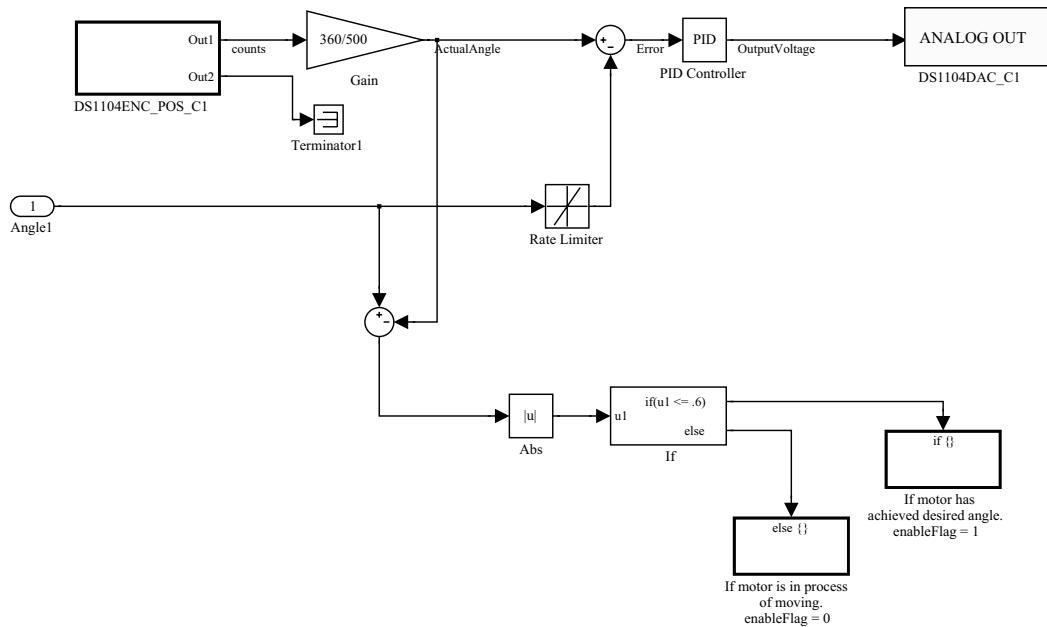 Out1
counts
Out2
DS1104ENC_POS_C1
360/500
Gain
ActualAngle
Terminator1
+
-
Error
PID
PID Controller
OutputVoltage
ANALOG OUT
DS1104DAC_C1
1
Angle1
Rate Limiter
+
-
|u|
Abs
u1
if(u1 <= .6)
else
If
if {}
If motor has
achieved desired angle.
enableFlag = 1
else {}
If motor is in process
of moving.
enableFlag = 0